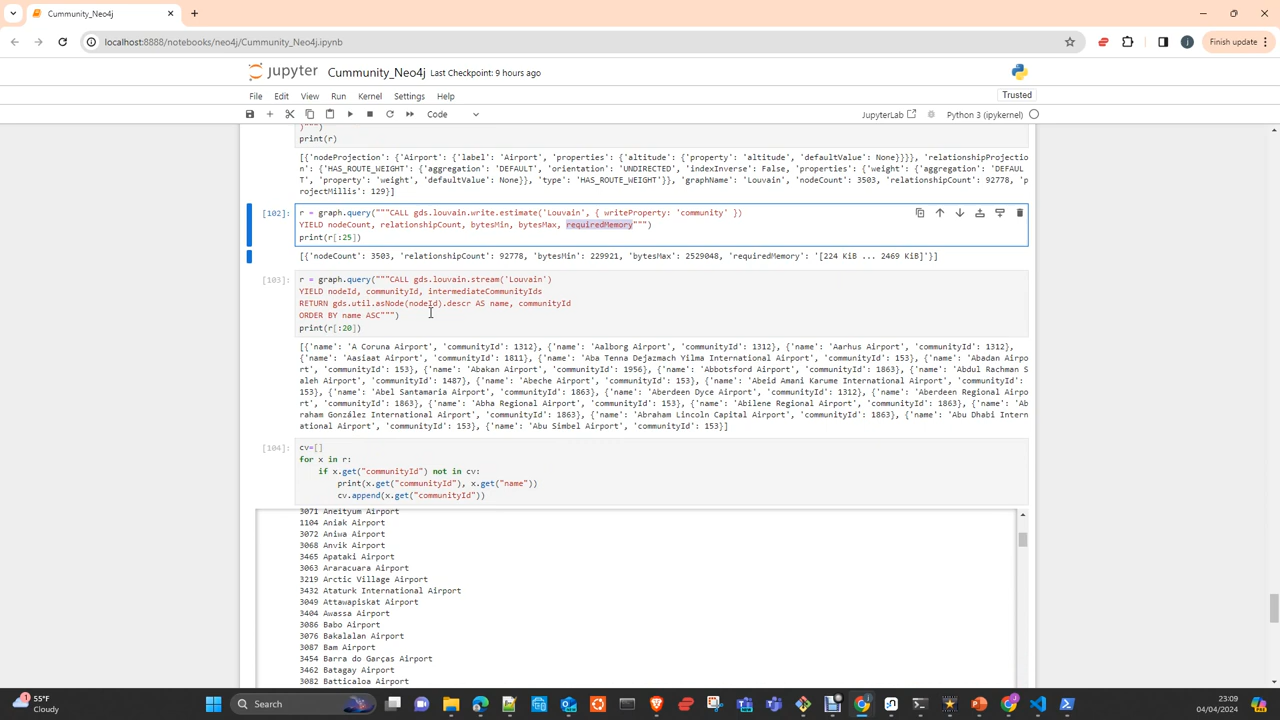 Cummunity_Neo4j
localhost:8888/notebooks/neo4j/Cummunity_Neo4j.ipynb
j
Finish update
jupyter Cummunity_Neo4j Last Checkpoint: 9 hours ago
File Edit View Run Kernel Settings Help
Trusted
Code
JupyterLab
Python 3 (ipykernel)
)""")
print(r)
[{'nodeProjection': {'Airport': {'label': 'Airport', 'properties': {'altitude': {'property': 'altitude', 'defaultValue': None}}}}, 'relationshipProjectio
n': {'HAS_ROUTE_WEIGHT': {'aggregation': 'DEFAULT', 'orientation': 'UNDIRECTED', 'indexInverse': False, 'properties': {'weight': {'aggregation': 'DEFAUL
T', 'property': 'weight', 'defaultValue': None}}, 'type': 'HAS_ROUTE_WEIGHT'}}, 'graphName': 'Louvain', 'nodeCount': 3503, 'relationshipCount': 92778, 'p
rojectMillis': 129}]
[102]: r = graph.query("""CALL gds.louvain.write.estimate('Louvain', { writeProperty: 'community' })
YIELD nodeCount, relationshipCount, bytesMin, bytesMax, requiredMemory""")
print(r[:25])
[{'nodeCount': 3503, 'relationshipCount': 92778, 'bytesMin': 229921, 'bytesMax': 2529048, 'requiredMemory': '[224 KiB ... 2469 KiB]'}]
[103]: r = graph.query("""CALL gds.louvain.stream('Louvain')
YIELD nodeId, communityId, intermediateCommunityIds
RETURN gds.util.asNode(nodeId).descr AS name, communityId
ORDER BY name ASC""")
print(r[:20])
[{'name': 'A Coruna Airport', 'communityId': 1312}, {'name': 'Aalborg Airport', 'communityId': 1312}, {'name': 'Aarhus Airport', 'communityId': 1312},
{'name': 'Aasiaat Airport', 'communityId': 1811}, {'name': 'Aba Tenna Dejazmach Yilma International Airport', 'communityId': 153}, {'name': 'Abadan Airpo
rt', 'communityId': 153}, {'name': 'Abakan Airport', 'communityId': 1956}, {'name': 'Abbotsford Airport', 'communityId': 1863}, {'name': 'Abdul Rachman S
aleh Airport', 'communityId': 1487}, {'name': 'Abeche Airport', 'communityId': 153}, {'name': 'Abeid Amani Karume International Airport', 'communityId':
153}, {'name': 'Abel Santamaria Airport', 'communityId': 1863}, {'name': 'Aberdeen Dyce Airport', 'communityId': 1312}, {'name': 'Aberdeen Regional Airpo
rt', 'communityId': 1863}, {'name': 'Abha Regional Airport', 'communityId': 153}, {'name': 'Abilene Regional Airport', 'communityId': 1863}, {'name': 'Ab
raham González International Airport', 'communityId': 1863}, {'name': 'Abraham Lincoln Capital Airport', 'communityId': 1863}, {'name': 'Abu Dhabi Intern
ational Airport', 'communityId': 153}, {'name': 'Abu Simbel Airport', 'communityId': 153}]
[104]: cv=[]
for x in r:
if x.get("communityId") not in cv:
print(x.get("communityId"), x.get("name"))
cv.append(x.get("communityId"))
3071 Aneityum Airport
1104 Aniak Airport
3072 Aniwa Airport
3068 Anvik Airport
3465 Apataki Airport
3063 Araracuara Airport
3219 Arctic Village Airport
3432 Ataturk International Airport
3049 Attawapiskat Airport
3404 Awassa Airport
3086 Babo Airport
3076 Bakalalan Airport
3087 Bam Airport
3454 Barra do Garças Airport
3462 Batagay Airport
3082 Batticaloa Airport
55°F
Cloudy
Search
23:09
04/04/2024